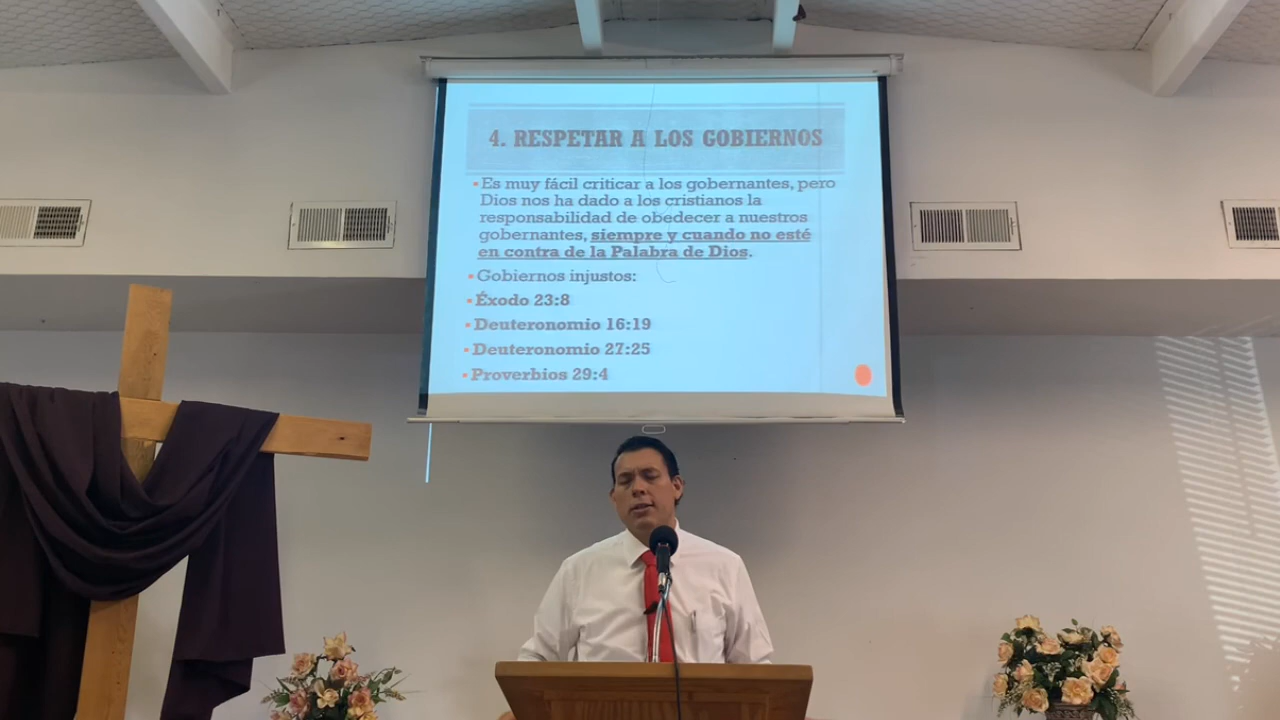 4. RESPETAR A LOS GOBIERNOS
Es muy fácil criticar a los gobernantes, pero
Dios nos ha dado a los cristianos la
responsabilidad de obedecer a nuestros
gobernantes, siempre y cuando no esté
en contra de la Palabra de Dios.
Gobiernos injustos:
Éxodo 23:8
Deuteronomio 16:19
Deuteronomio 27:25
Proverbios 29:4